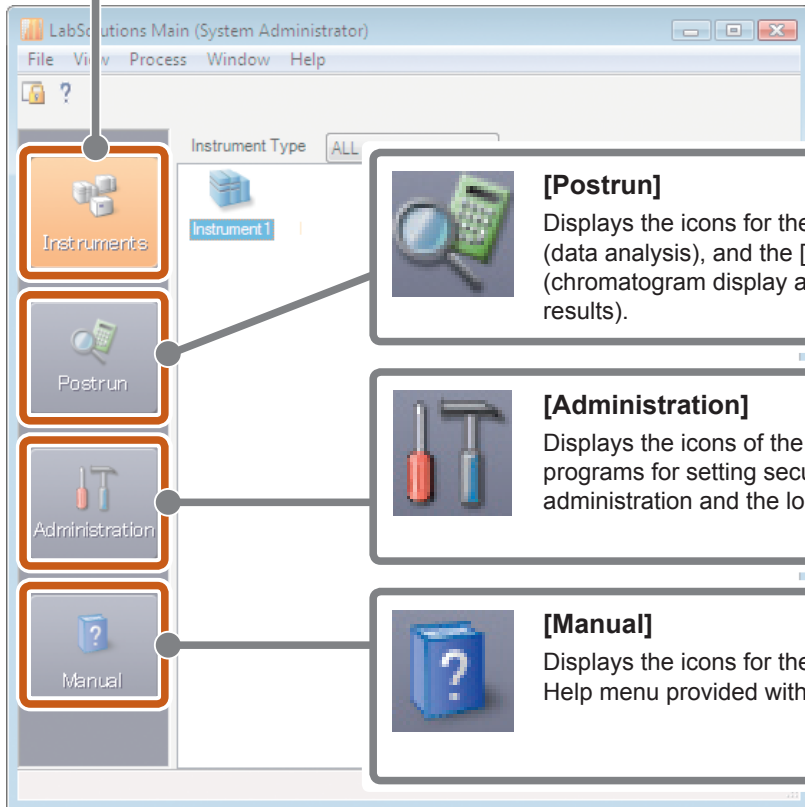 LabSolutions Main (System Administrator)
File View Process Window Help
?
Instrument Type ALL
Instruments
Instrument1
Postrun
Administration
Manual
[Postrun]
Displays the icons for the
(data analysis), and the [
(chromatogram display a
results).
[Administration]
Displays the icons of the
programs for setting secu
administration and the lo
[Manual]
?
Displays the icons for the
Help menu provided with